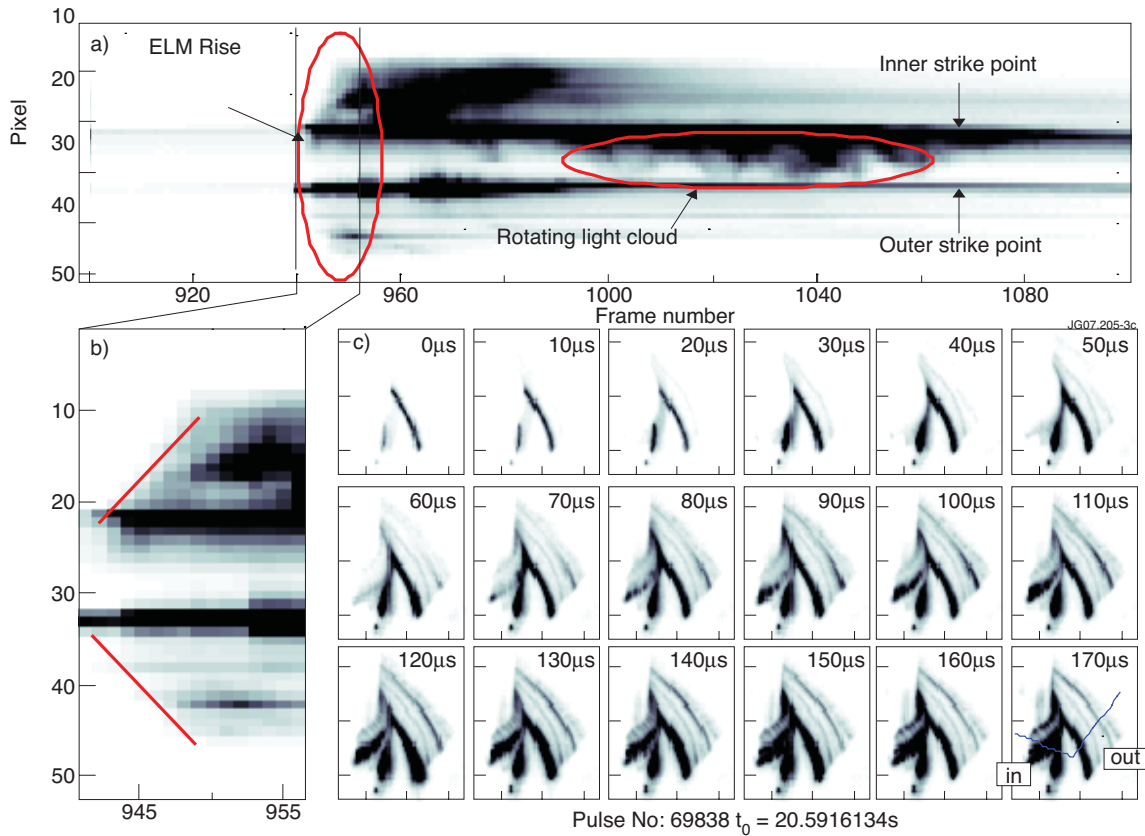 10
a)
ELM Rise
Inner strike point
20
30
40
50
Pixel
Rotating light cloud
Outer strike point
920
960
1000
1040
1080
Frame number
JG07.205-3c
b)
10
20
30
40
50
945
955
c)
0µs
10µs
20µs
30µs
40µs
50µs
60µs
70µs
80µs
90µs
100µs
110µs
120µs
130µs
140µs
150µs
160µs
170µs
in
out
Pulse No: 69838 t0 = 20.5916134s